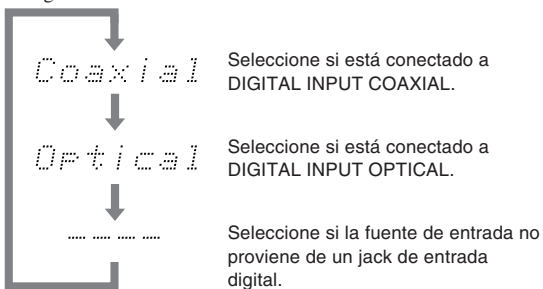 Coaxial
Seleccione si está conectado a
DIGITAL INPUT COAXIAL.
Optical
Seleccione si está conectado a
DIGITAL INPUT OPTICAL.
-- -- -- --
Seleccione si la fuente de entrada no
proviene de un jack de entrada
digital.